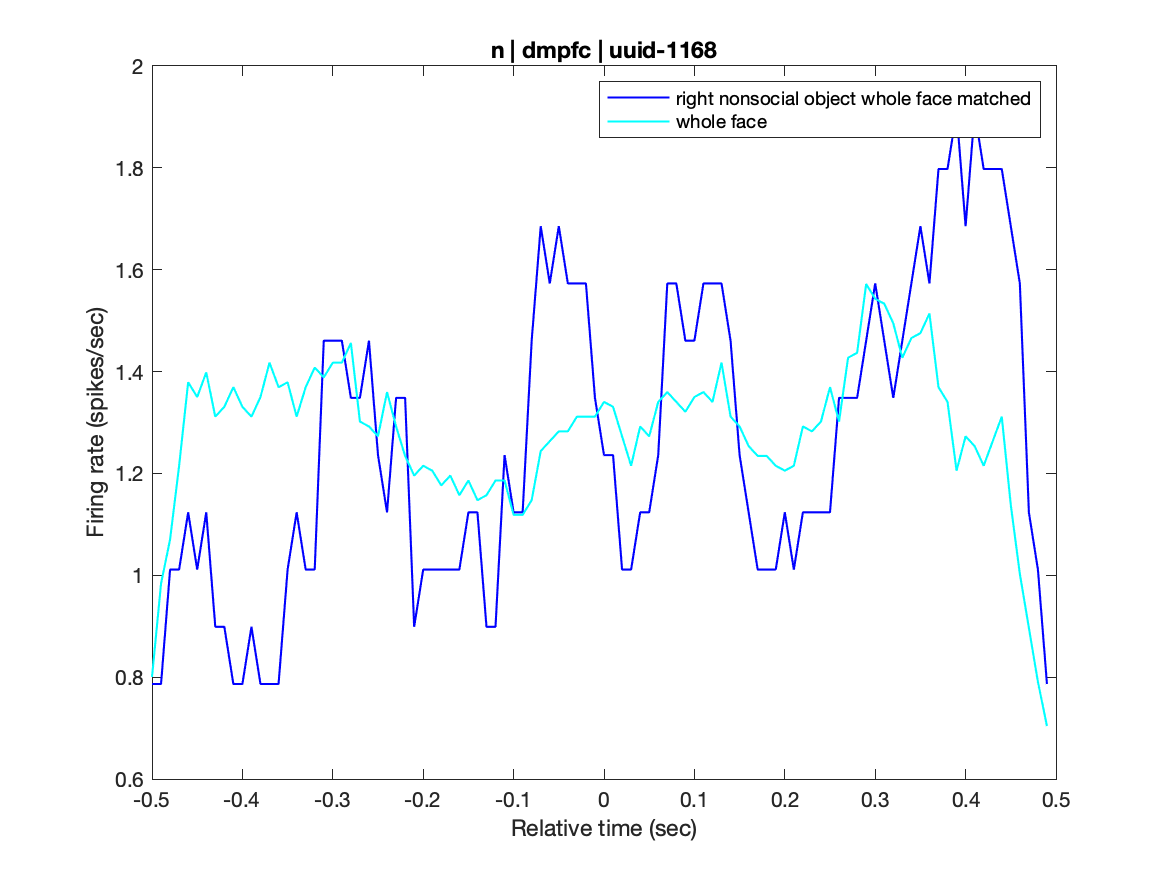 n | dmpfc | uuid-1168
right nonsocial object whole face matched
whole face
2
1.8
1.6
1.4
1.2
1
0.8
0.6
Firing rate (spikes/sec)
-0.5 -0.4 -0.3 -0.2 -0.1 0 0.1 0.2 0.3 0.4 0.5
Relative time (sec)